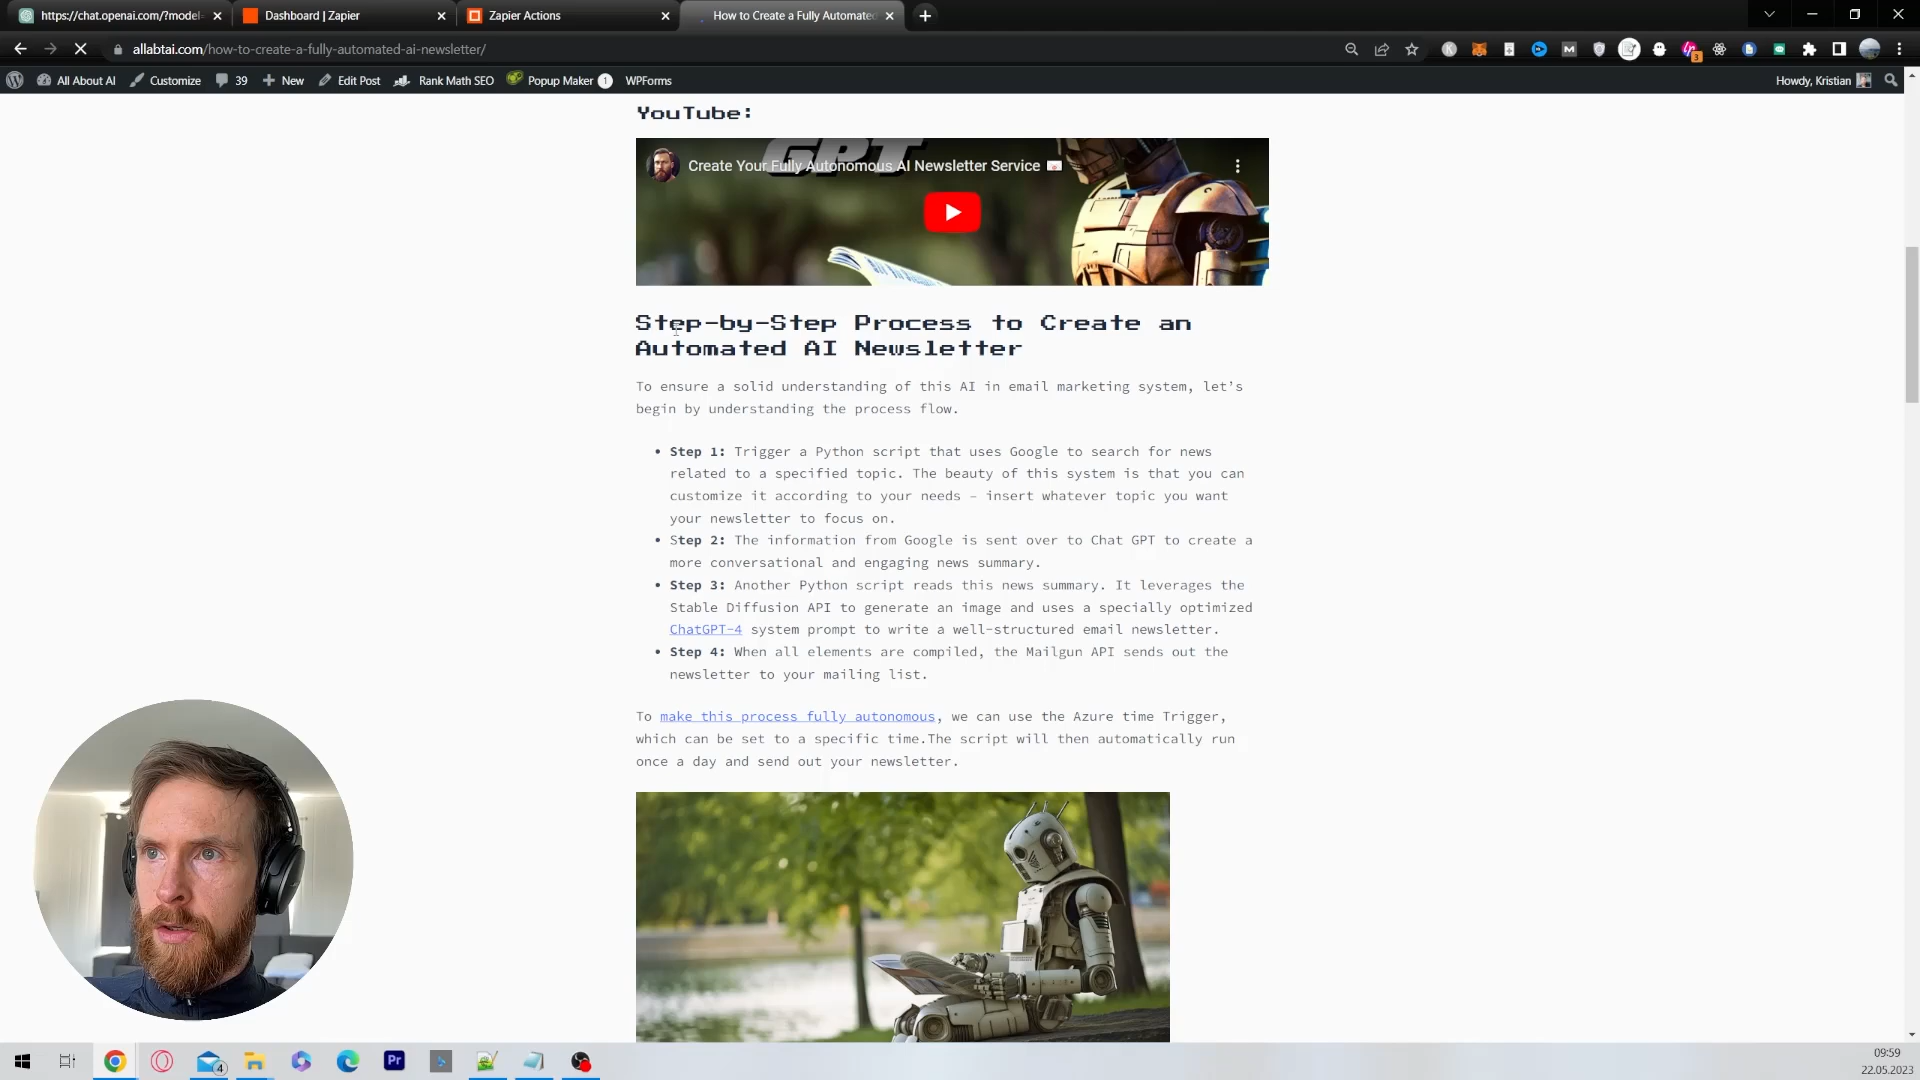 https://chat.openai.com/?model=
Dashboard | Zapier
Zapier Actions
How to Create a Fully Automated
allabtai.com/how-to-create-a-fully-automated-ai-newsletter/
3
All About AI
Customize
39
New
Edit Post
Rank Math SEO
Popup Maker 1
WPForms
Howdy, Kristian
YouTube:
GPT
Create Your Fully Autonomous AI Newsletter Service
Step-by-Step Process to Create an
Automated AI Newsletter
To ensure a solid understanding of this AI in email marketing system, let's
begin by understanding the process flow.
• Step 1: Trigger a Python script that uses Google to search for news
related to a specified topic. The beauty of this system is that you can
customize it according to your needs – insert whatever topic you want
your newsletter to focus on.
• Step 2: The information from Google is sent over to Chat GPT to create a
more conversational and engaging news summary.
• Step 3: Another Python script reads this news summary. It leverages the
Stable Diffusion API to generate an image and uses a specially optimized
ChatGPT-4 system prompt to write a well-structured email newsletter.
• Step 4: When all elements are compiled, the Mailgun API sends out the
newsletter to your mailing list.
To make this process fully autonomous, we can use the Azure time Trigger,
which can be set to a specific time.The script will then automatically run
once a day and send out your newsletter.
4
Pr
09:59
22.05.2023